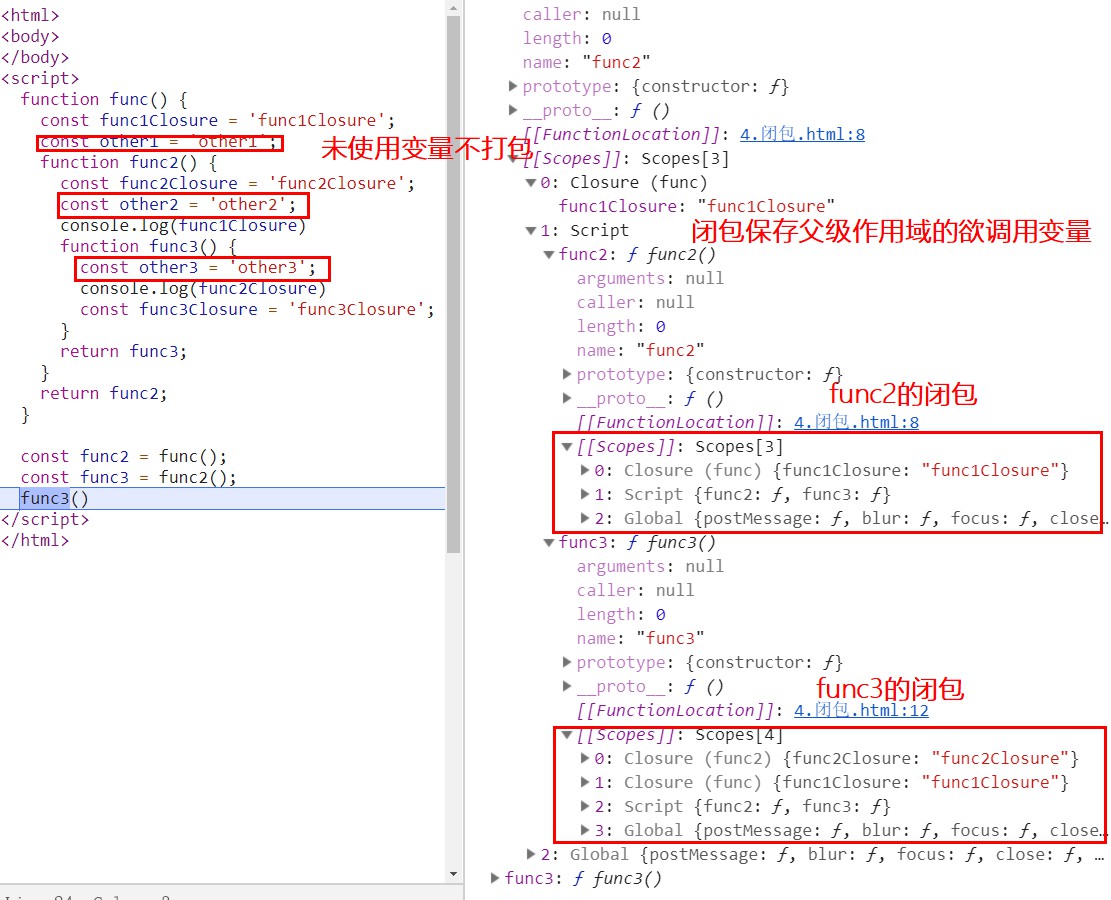 <html>
<body>
</body>
<script>
function func() {
const func1Closure = 'func1Closure';
const other1 = 'other1';
function func2() {
const func2Closure = 'func2Closure';
const other2 = 'other2';
console.log(func1Closure)
function func3() {
const other3 = 'other3';
console.log(func2Closure)
const func3Closure = 'func3Closure';
}
return func3;
}
return func2;
}
const func2 = func();
const func3 = func2();
func3()
</script>
</html>
未使用变量不打包
caller: null
length: 0
name: "func2"
▶prototype: {constructor: ƒ}
▶__proto__: ƒ ()
[[FunctionLocation]]: 4.闭包.html:8
[[Scopes]]: Scopes[3]
▼0: Closure (func)
func1Closure: "func1Closure"
▼1: Script
闭包保存父级作用域的欲调用变量
▼func2: ƒ func2()
arguments: null
caller: null
length: 0
name: "func2"
▶prototype: {constructor: ƒ}
▶__proto__: ƒ ()
func2的闭包
[[FunctionLocation]]: 4.闭包.html:8
▼[[Scopes]]: Scopes[3]
▶0: Closure (func) {func1Closure: "func1Closure"}
▶1: Script {func2: ƒ, func3: ƒ}
▶2: Global {postMessage: ƒ, blur: ƒ, focus: ƒ, close…
▼func3: ƒ func3()
arguments: null
caller: null
length: 0
name: "func3"
▶prototype: {constructor: ƒ}
▶__proto__: ƒ ()
func3的闭包
[[FunctionLocation]]: 4.闭包.html:12
▼[[Scopes]]: Scopes[4]
▶0: Closure (func2) {func2Closure: "func2Closure"}
▶1: Closure (func) {func1Closure: "func1Closure"}
▶2: Script {func2: ƒ, func3: ƒ}
▶3: Global {postMessage: ƒ, blur: ƒ, focus: ƒ, close…
▶2: Global {postMessage: ƒ, blur: ƒ, focus: ƒ, close: ƒ, …
▶func3: ƒ func3()